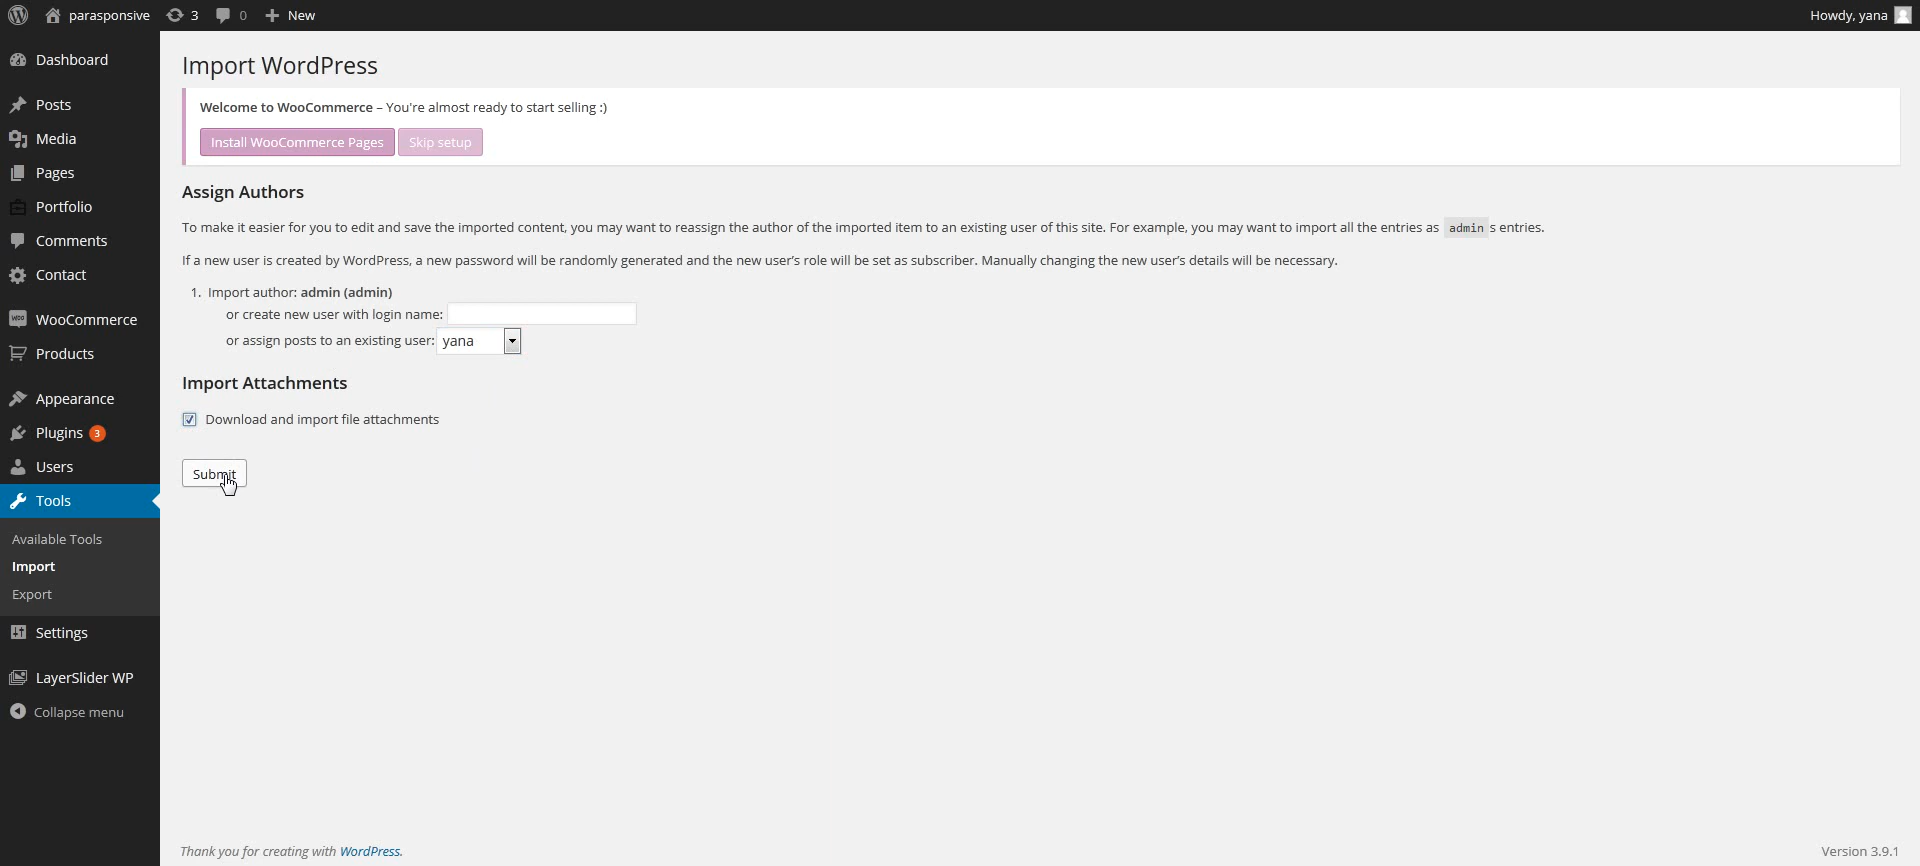 parasponsive 3 0 New Howdy, yana
Dashboard
Posts
Media
Pages
Portfolio
Comments
Contact
WooCommerce
Products
Appearance
Plugins 3
Users
Tools
Available Tools
Import
Export
Settings
LayerSlider WP
Collapse menu
Import WordPress
Welcome to WooCommerce – You're almost ready to start selling :)
Install WooCommerce Pages Skip setup
Assign Authors
To make it easier for you to edit and save the imported content, you may want to reassign the author of the imported item to an existing user of this site. For example, you may want to import all the entries as admin s entries.
If a new user is created by WordPress, a new password will be randomly generated and the new user's role will be set as subscriber. Manually changing the new user's details will be necessary.
1. Import author: admin (admin)
or create new user with login name:
or assign posts to an existing user: yana
Import Attachments
Download and import file attachments
Submit
Thank you for creating with WordPress. Version 3.9.1